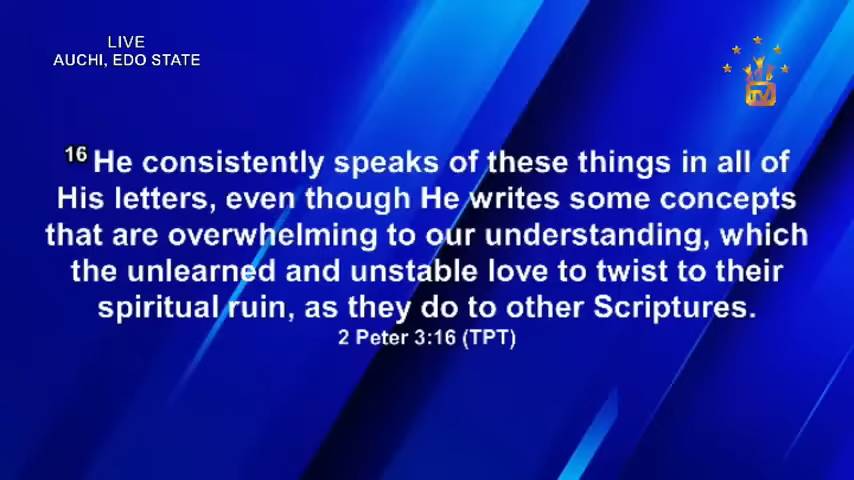 LIVE
AUCHI, EDO STATE
TV
16 He consistently speaks of these things in all of
His letters, even though He writes some concepts
that are overwhelming to our understanding, which
the unlearned and unstable love to twist to their
spiritual ruin, as they do to other Scriptures.
2 Peter 3:16 (TPT)